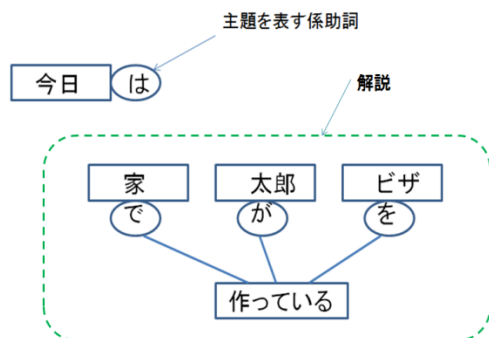 主題を表す係助詞
今日 は
解説
家 太郎 ビザ
で が を
作っている